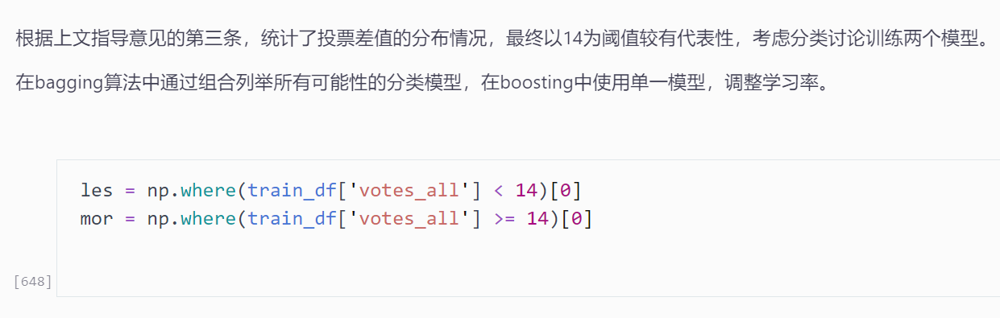 根据上文指导意见的第三条，统计了投票差值的分布情况，最终以14为阈值较有代表性，考虑分类讨论训练两个模型。
在bagging算法中通过组合列举所有可能性的分类模型，在boosting中使用单一模型，调整学习率。
les = np.where(train_df['votes_all'] < 14)[0]
mor = np.where(train_df['votes_all'] >= 14)[0]
[648]